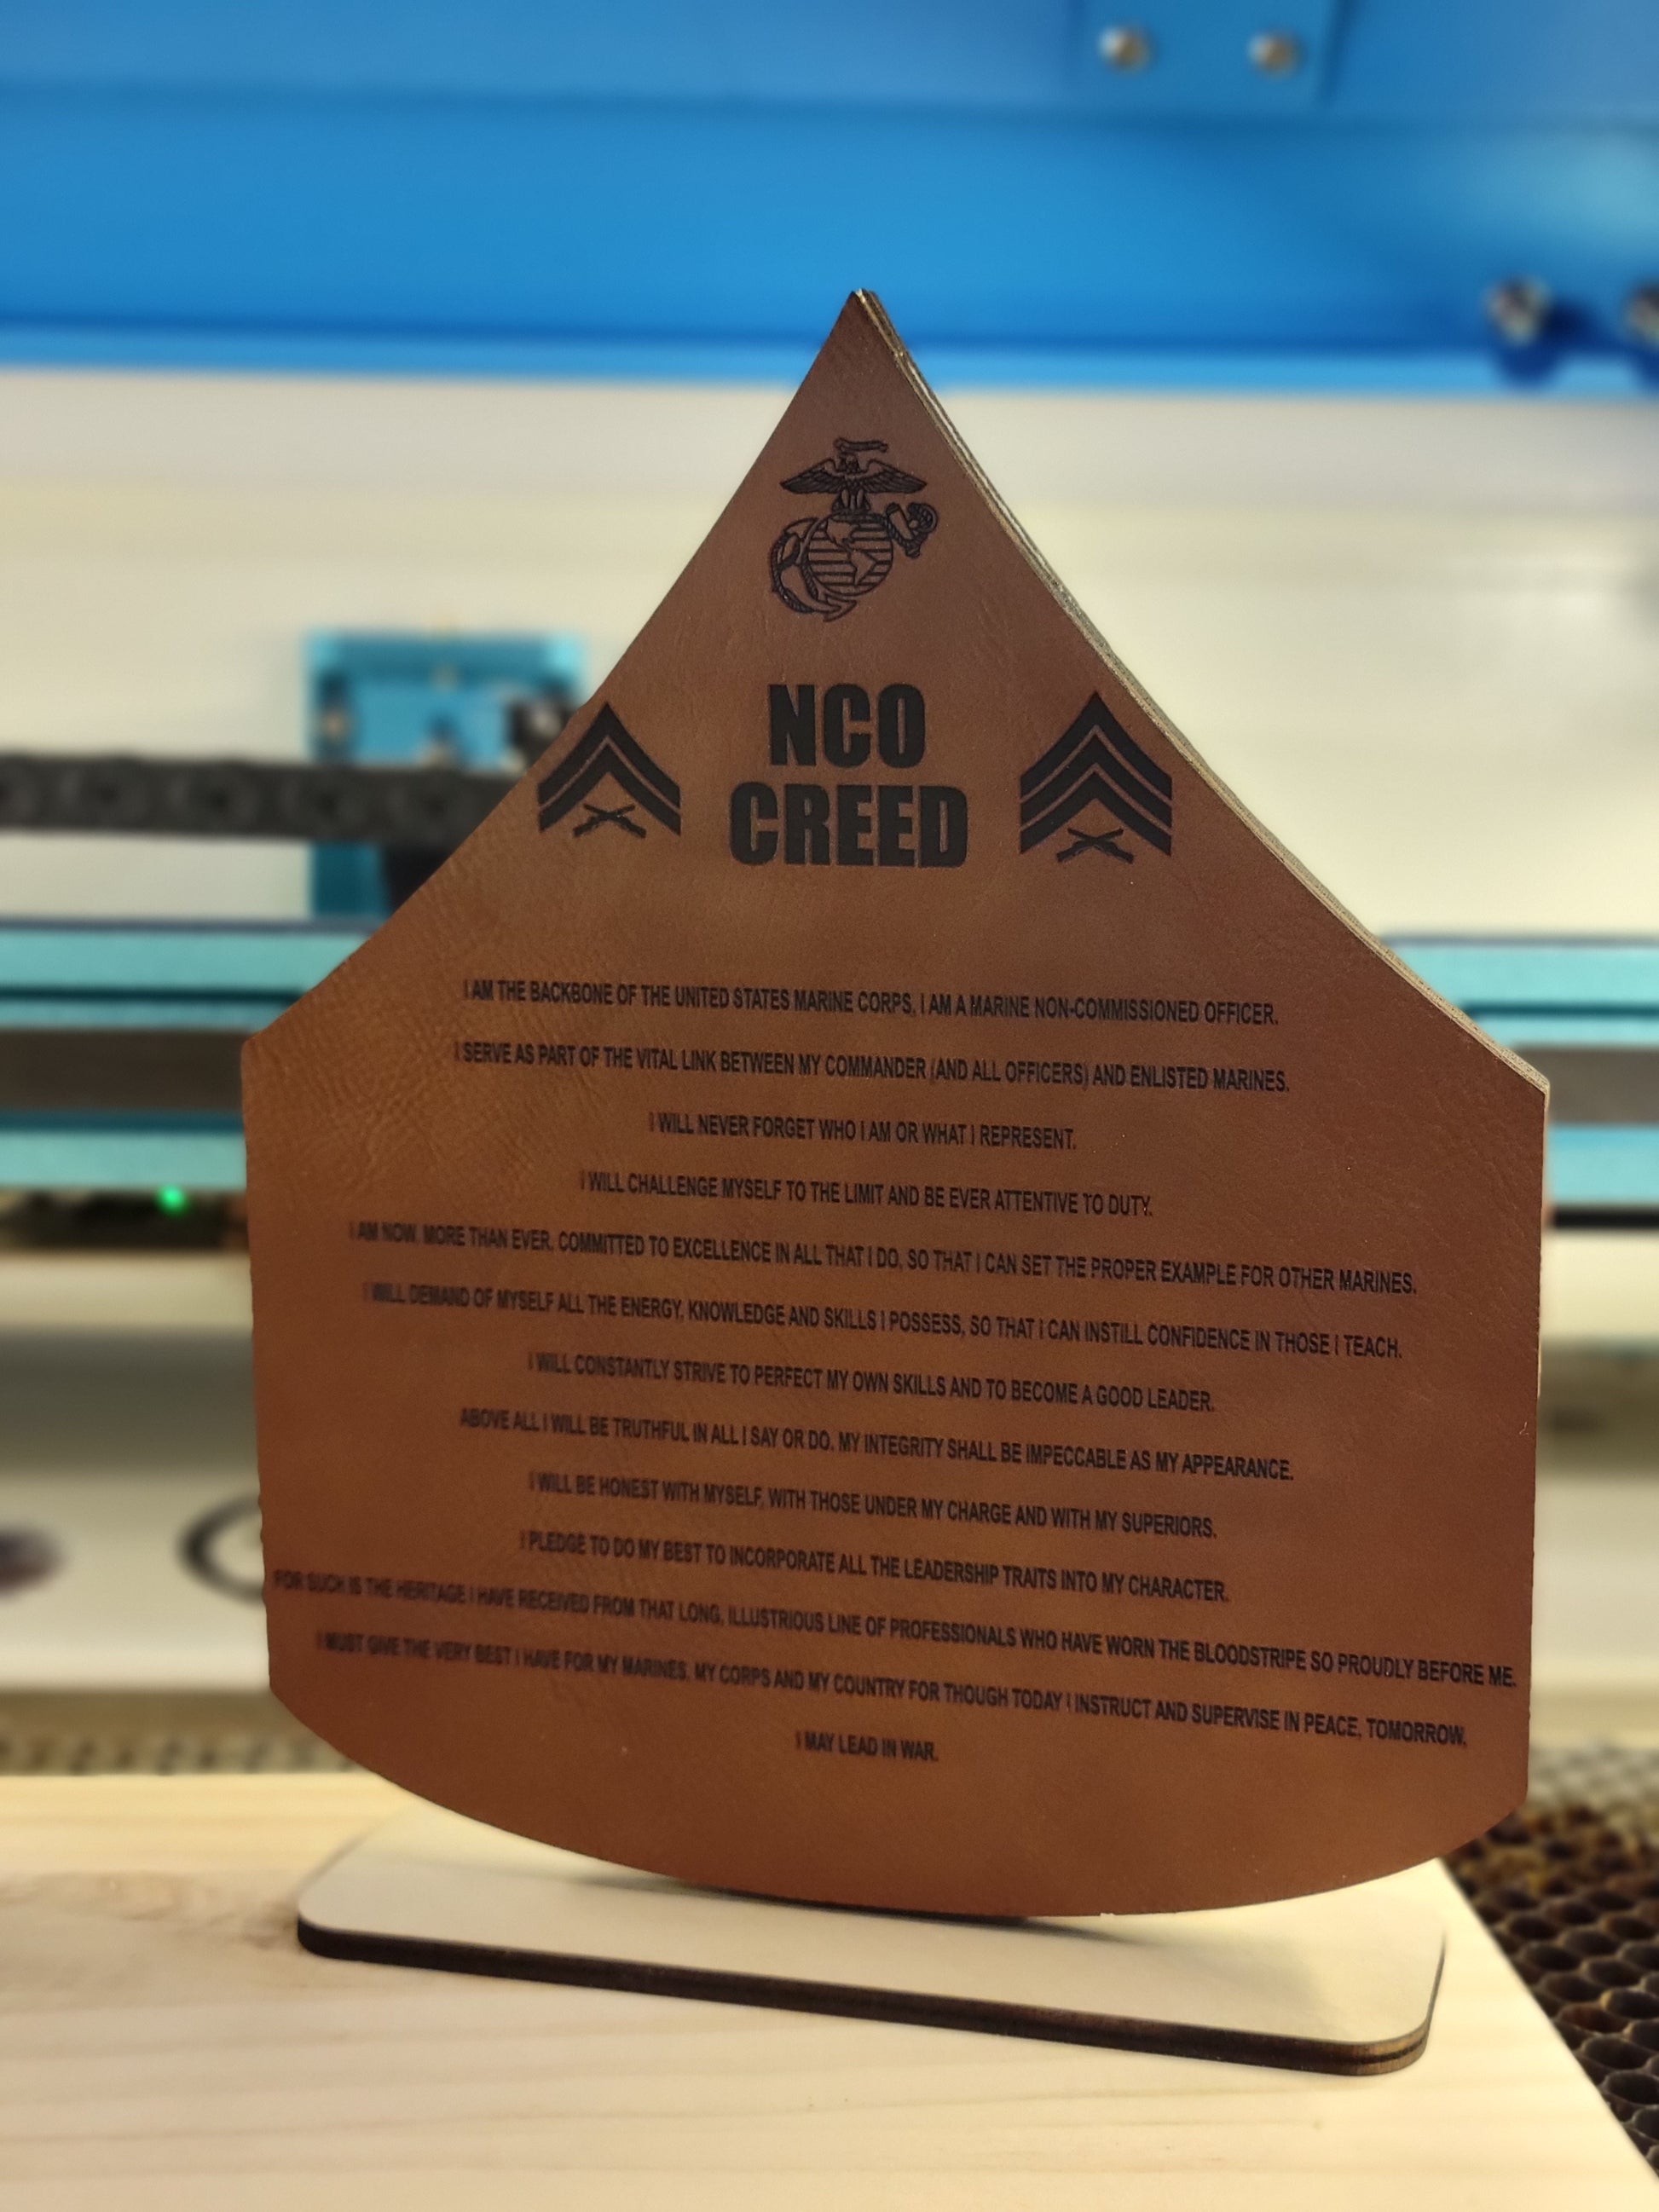 NCO
CREED
I AM THE BACKBONE OF THE UNITED STATES MARINE CORPS, I AM A MARINE NON-COMMISSIONED OFFICER.
I SERVE AS PART OF THE VITAL LINK BETWEEN MY COMMANDER (AND ALL OFFICERS) AND ENLISTED MARINES.
I WILL NEVER FORGET WHO I AM OR WHAT I REPRESENT.
I WILL CHALLENGE MYSELF TO THE LIMIT AND BE EVER ATTENTIVE TO DUTY.
I AM NOW, MORE THAN EVER, COMMITTED TO EXCELLENCE IN ALL THAT I DO, SO THAT I CAN SET THE PROPER EXAMPLE FOR OTHER MARINES.
I WILL DEMAND OF MYSELF ALL THE ENERGY, KNOWLEDGE AND SKILLS I POSSESS, SO THAT I CAN INSTILL CONFIDENCE IN THOSE I TEACH.
I WILL CONSTANTLY STRIVE TO PERFECT MY OWN SKILLS AND TO BECOME A GOOD LEADER.
ABOVE ALL I WILL BE TRUTHFUL IN ALL I SAY OR DO. MY INTEGRITY SHALL BE IMPECCABLE AS MY APPEARANCE.
I WILL BE HONEST WITH MYSELF, WITH THOSE UNDER MY CHARGE AND WITH MY SUPERIORS.
I PLEDGE TO DO MY BEST TO INCORPORATE ALL THE LEADERSHIP TRAITS INTO MY CHARACTER.
FOR SUCH IS THE HERITAGE I HAVE RECEIVED FROM THAT LONG, ILLUSTRIOUS LINE OF PROFESSIONALS WHO HAVE WORN THE BLOODSTRIPE SO PROUDLY BEFORE ME.
I MUST GIVE THE VERY BEST I HAVE FOR MY MARINES, MY CORPS AND MY COUNTRY FOR THOUGH TODAY I INSTRUCT AND SUPERVISE IN PEACE, TOMORROW,
I MAY LEAD IN WAR.